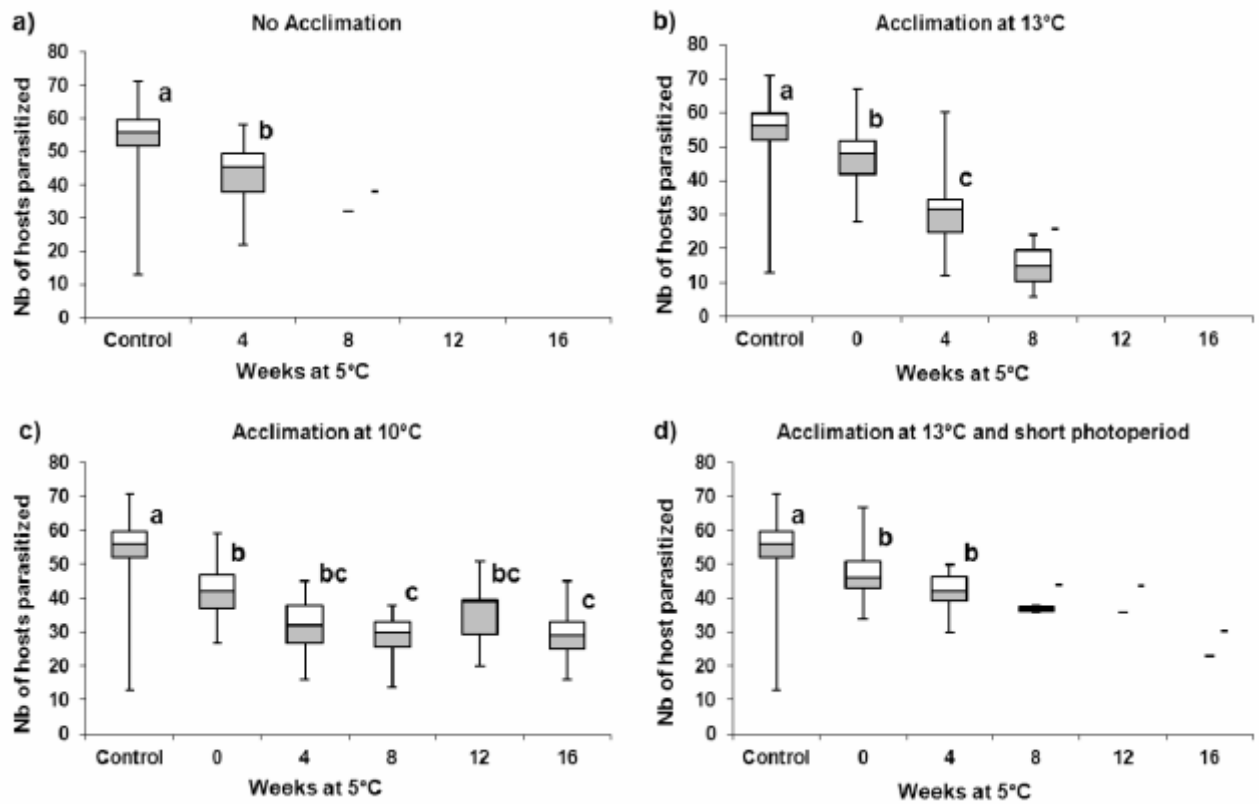 a)
No Acclimation
Nb of hosts parasitized
80
70
60
50
40
30
20
10
0
a
b
-
Control 4 8 12 16
Weeks at 5°C
b)
Acclimation at 13°C
Nb of hosts parasitized
80
70
60
50
40
30
20
10
0
a
b
c
-
Control 0 4 8 12 16
Weeks at 5°C
c)
Acclimation at 10°C
Nb of hosts parasitized
80
70
60
50
40
30
20
10
0
a
b
bc
c
bc
c
Control 0 4 8 12 16
Weeks at 5°C
d)
Acclimation at 13°C and short photoperiod
Nb of host parasitized
80
70
60
50
40
30
20
10
0
a
b
b
-
-
-
Control 0 4 8 12 16
Weeks at 5°C